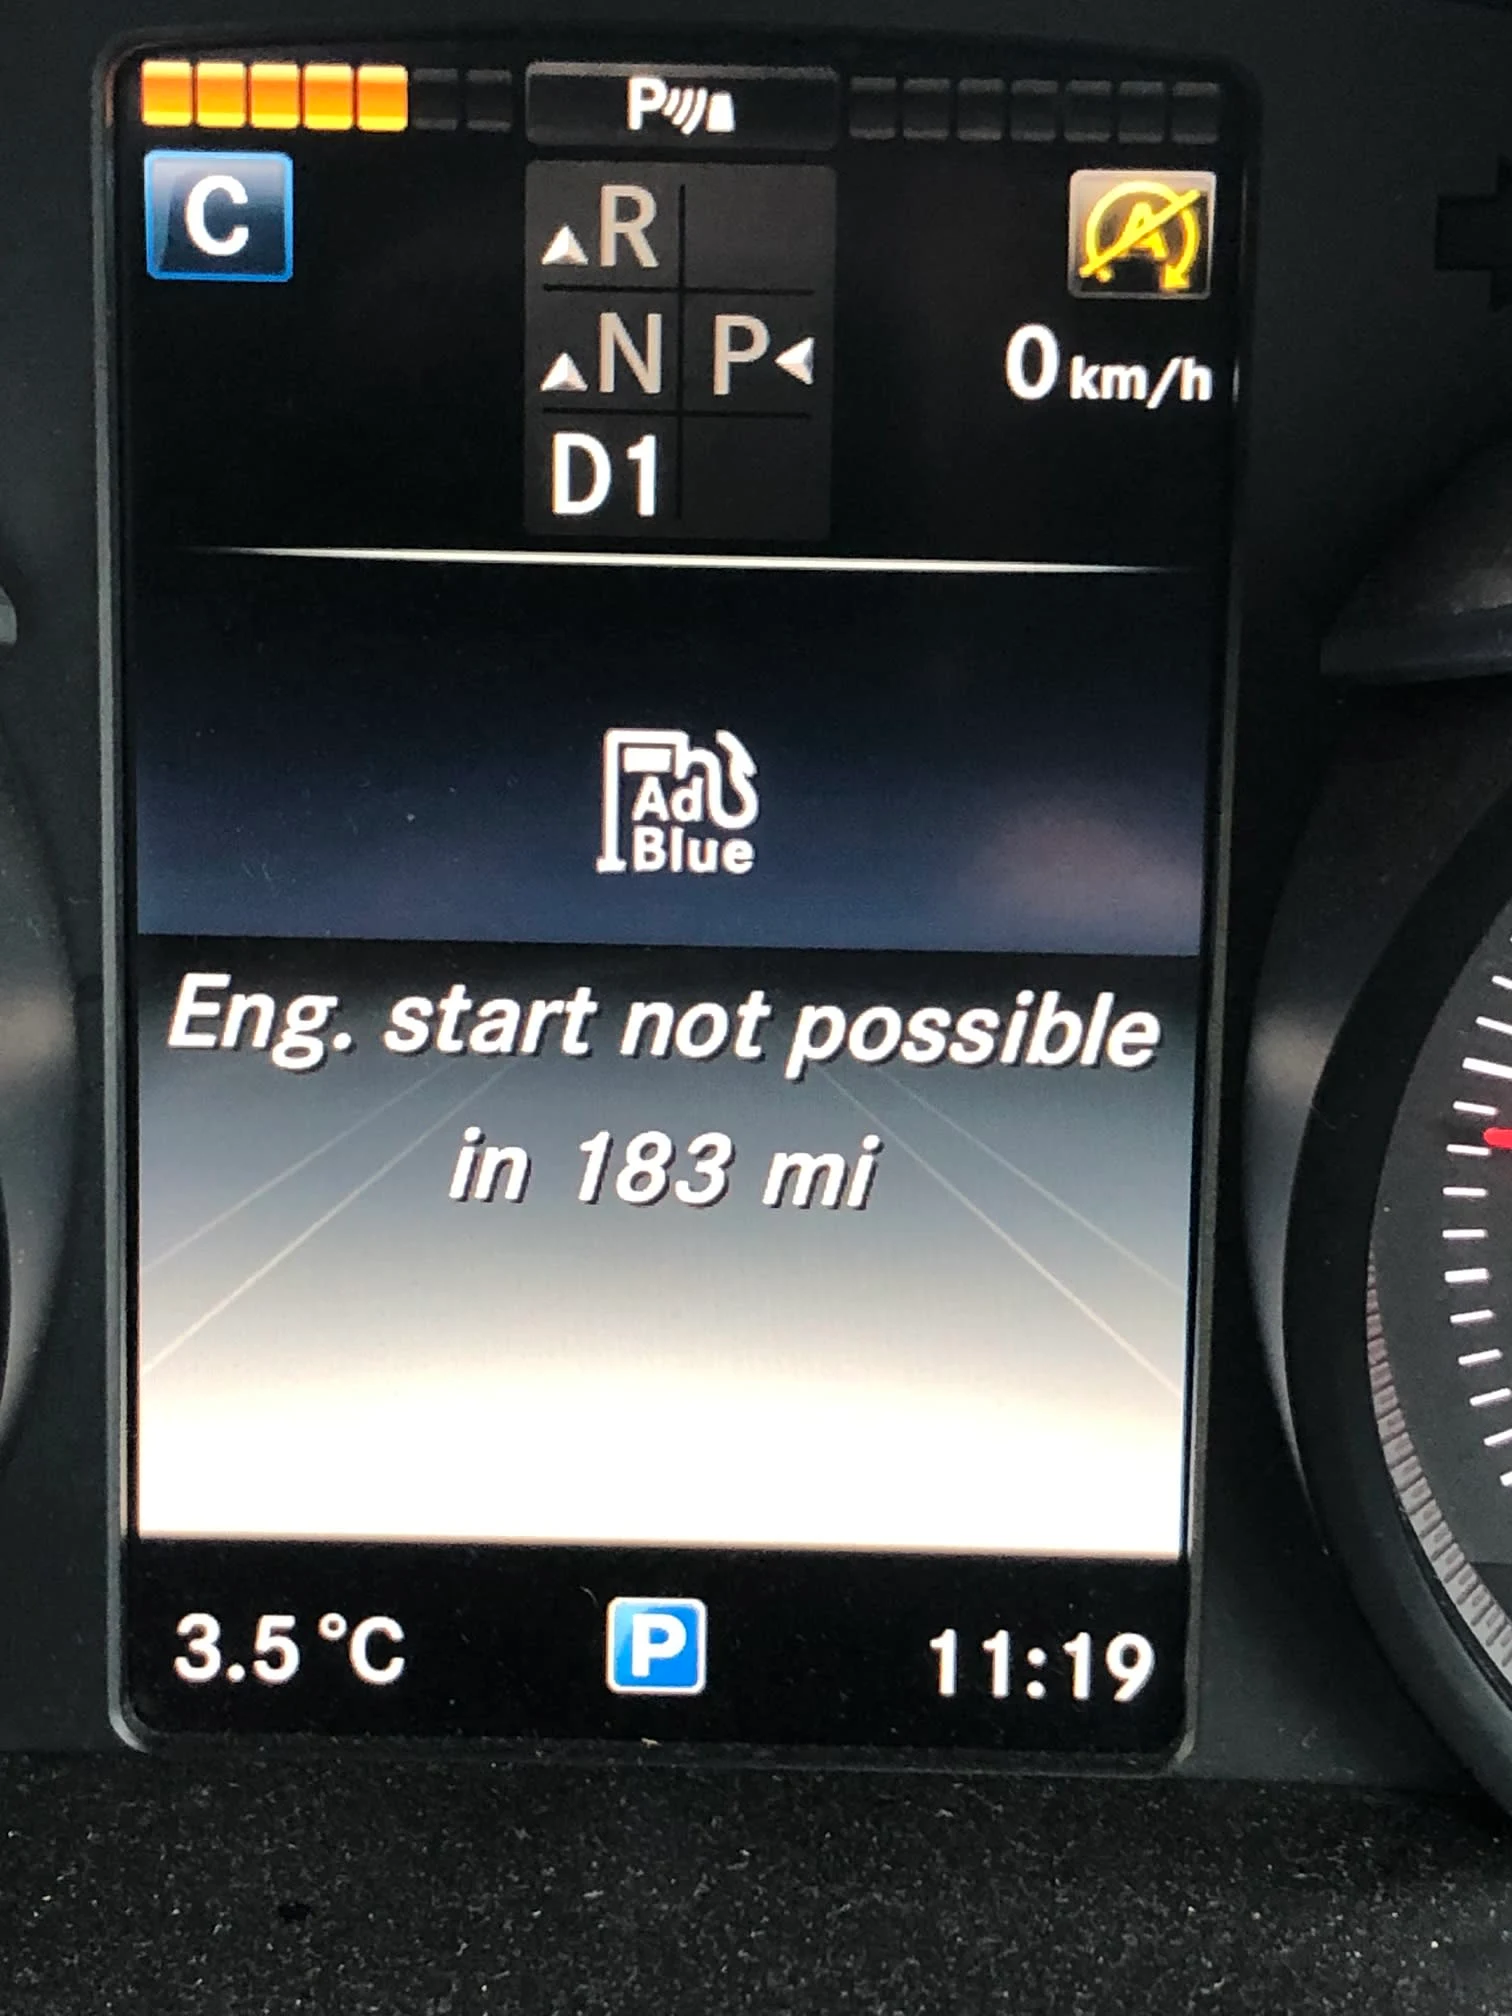 P
C
R
A
N P
0 km/h
D1
Ad
Blue
Eng. start not possible
in 183 mi
3.5 °C P 11:19